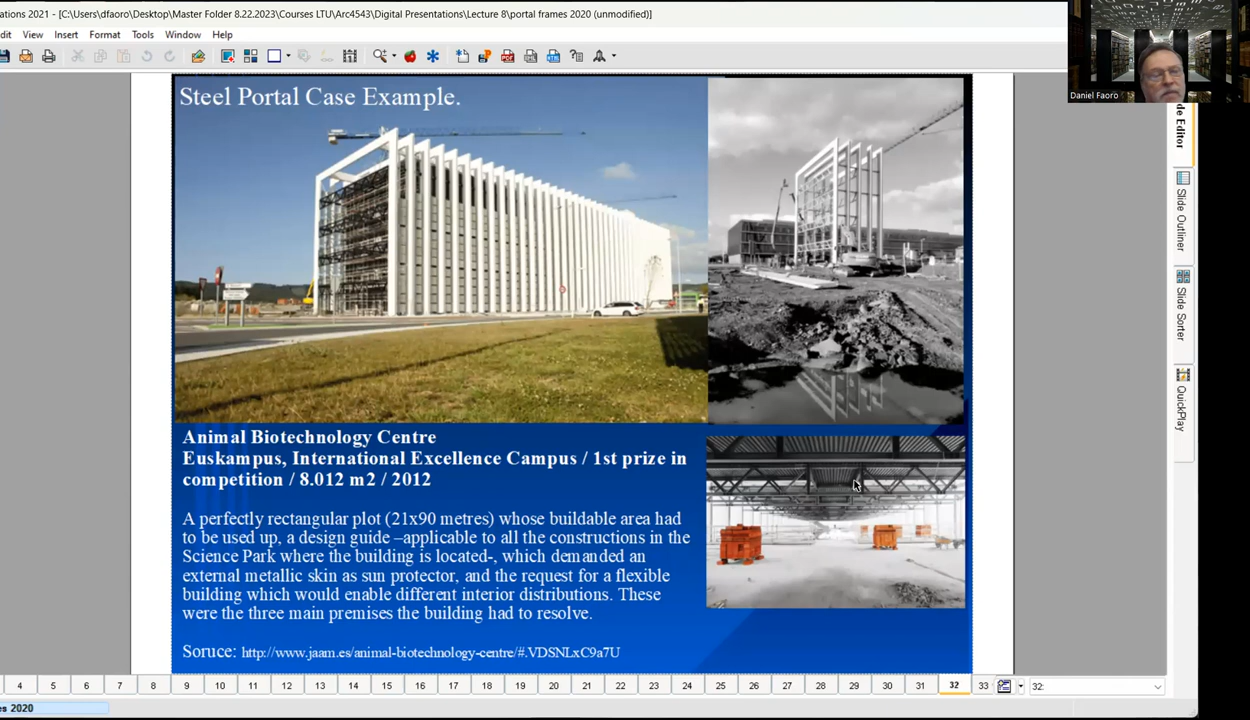 ations 2021 - [C:\Users\dfaoro\Desktop\Master Folder 8.22.2023\Courses LTU\Arc4543\Digital Presentations\Lecture 8\portal frames 2020 (unmodified)]
dit View Insert Format Tools Window Help
Daniel Faoro
Steel Portal Case Example.
Animal Biotechnology Centre
Euskampus, International Excellence Campus / 1st prize in
competition / 8.012 m2 / 2012
A perfectly rectangular plot (21x90 metres) whose buildable area had
to be used up, a design guide –applicable to all the constructions in the
Science Park where the building is located-, which demanded an
external metallic skin as sun protector, and the request for a flexible
building which would enable different interior distributions. These
were the three main premises the building had to resolve.
Soruce: http://www.jaam.es/animal-biotechnology-centre/#.VDSNLxC9a7U
de Editor
Slide Outliner
Slide Sorter
QuickPlay
4 5 6 7 8 9 10 11 12 13 14 15 16 17 18 19 20 21 22 23 24 25 26 27 28 29 30 31 32 33 32:
es 2020